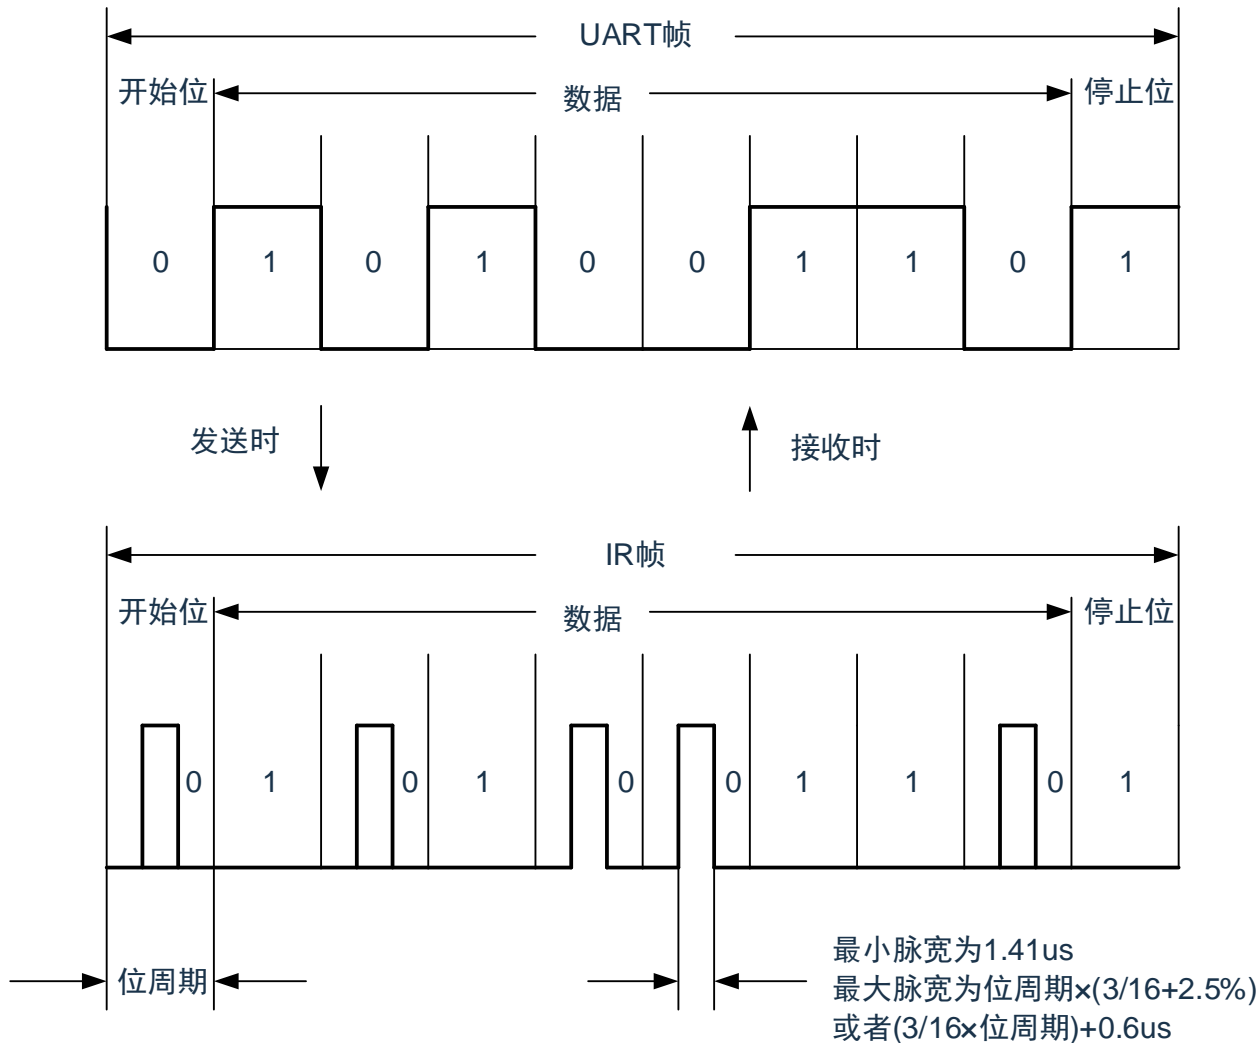 UART帧
开始位 数据 停止位
0 1 0 1 0 0 1 1 0 1
发送时 接收时
IR帧
开始位 数据 停止位
0 1 0 1 0 0 1 1 0 1
位周期
最小脉宽为1.41us
最大脉宽为位周期×(3/16+2.5%)
或者(3/16×位周期)+0.6us